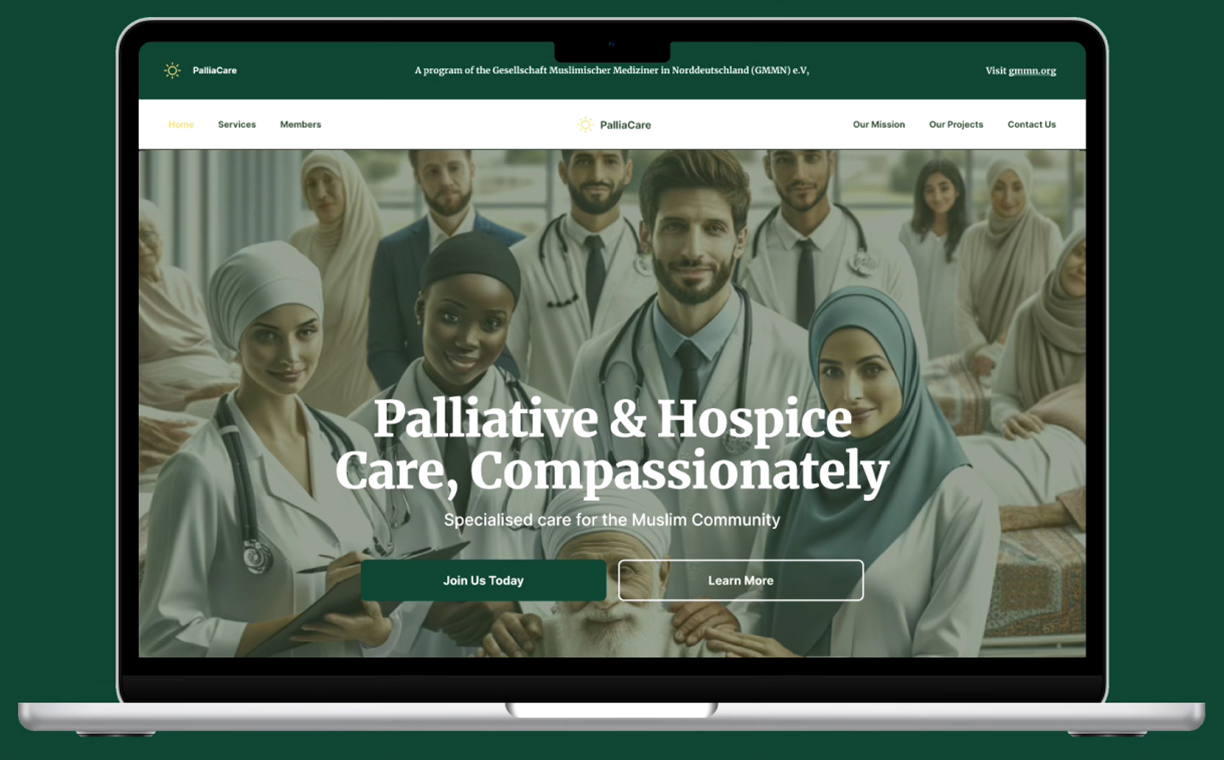 PalliaCare
A program of the Gesellschaft Muslimischer Mediziner in Norddeutschland (GMMN) e.V,
Visit gmmn.org
Home
Services
Members
PalliaCare
Our Mission
Our Projects
Contact Us
Palliative & Hospice
Care, Compassionately
Specialised care for the Muslim Community
Join Us Today
Learn More